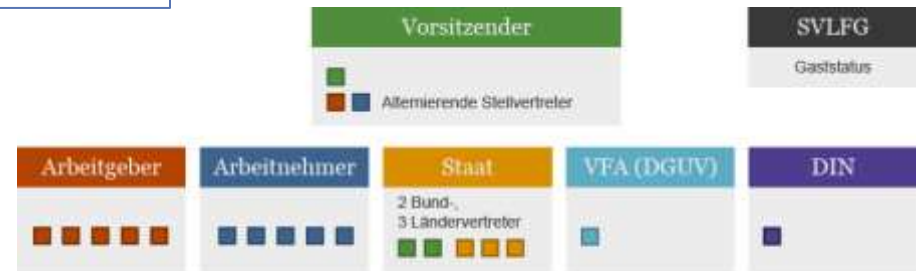 Vorsitzender
Alternierende Stellvertreter
SVLFG
Gaststatus
Arbeitgeber
Arbeitnehmer
Staat
2 Bund-,
3 Ländervertreter
VFA (DGUV)
DIN